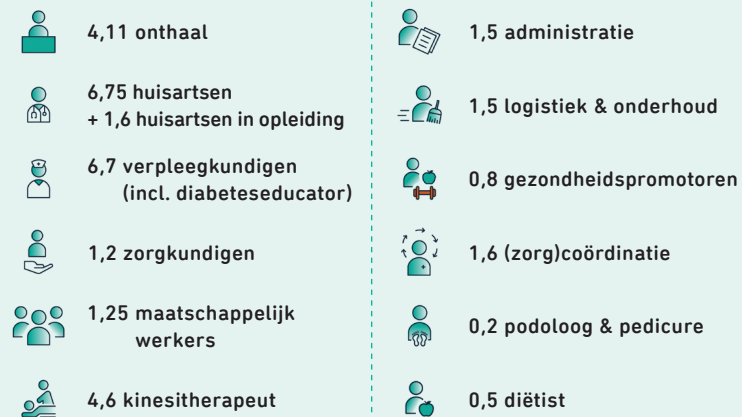 4,11 onthaal
6,75 huisartsen
+ 1,6 huisartsen in opleiding
6,7 verpleegkundigen
(incl. diabeteseducator)
1,2 zorgkundigen
1,25 maatschappelijk
werkers
4,6 kinesitherapeut
1,5 administratie
1,5 logistiek & onderhoud
0,8 gezondheidspromotoren
1,6 (zorg)coördinatie
0,2 podoloog & pedicure
0,5 diëtist